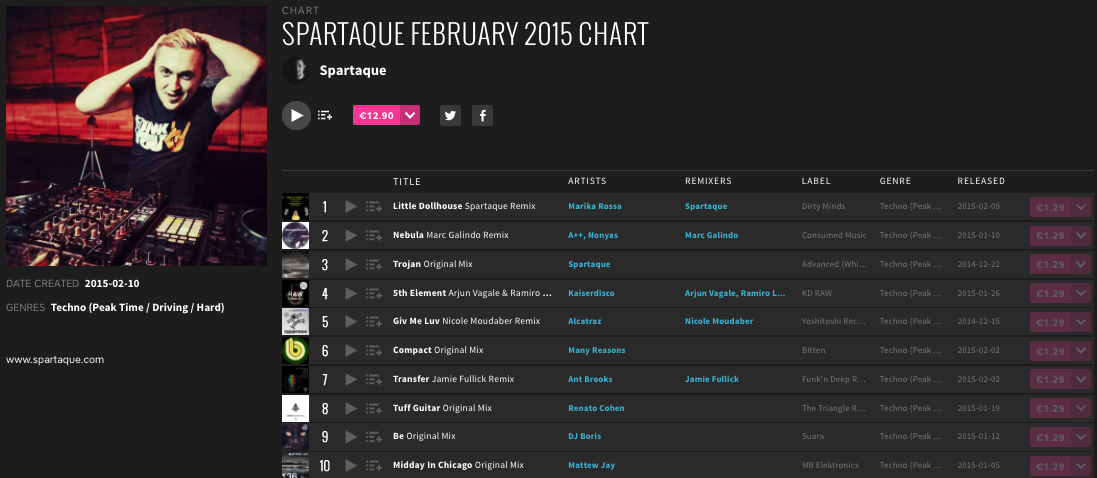 CHART
SPARTAQUE FEBRUARY 2015 CHART
Spartaque
€12.90
DATE CREATED 2015-02-10
GENRES Techno (Peak Time / Driving / Hard)
www.spartaque.com
TITLE ARTISTS REMIXERS LABEL GENRE RELEASED
1 Little Dollhouse Spartaque Remix Marika Rossa Spartaque Dirty Minds Techno (Peak ... 2015-02-09 €1.29
2 Nebula Marc Galindo Remix A++, Nonyas Marc Galindo Consumed Music Techno (Peak ... 2015-01-10 €1.29
3 Trojan Original Mix Spartaque Advanced (Whi... Techno (Peak ... 2014-12-22 €1.29
4 5th Element Arjun Vagale & Ramiro ... Kaiserdisco Arjun Vagale, Ramiro L... KD RAW Techno (Peak ... 2015-01-26 €1.29
5 Giv Me Luv Nicole Moudaber Remix Alcatraz Nicole Moudaber Yoshitoshi Rec... Techno (Peak ... 2014-12-15 €1.29
6 Compact Original Mix Many Reasons Bitten Techno (Peak ... 2015-02-02 €1.29
7 Transfer Jamie Fullick Remix Ant Brooks Jamie Fullick Funk'n Deep R... Techno (Peak ... 2015-02-02 €1.29
8 Tuff Guitar Original Mix Renato Cohen The Triangle R... Techno (Peak ... 2015-01-19 €1.29
9 Be Original Mix DJ Boris Suara Techno (Peak ... 2015-01-12 €1.29
10 Midday In Chicago Original Mix Mattew Jay MB Elektronics Techno (Peak ... 2015-01-05 €1.29